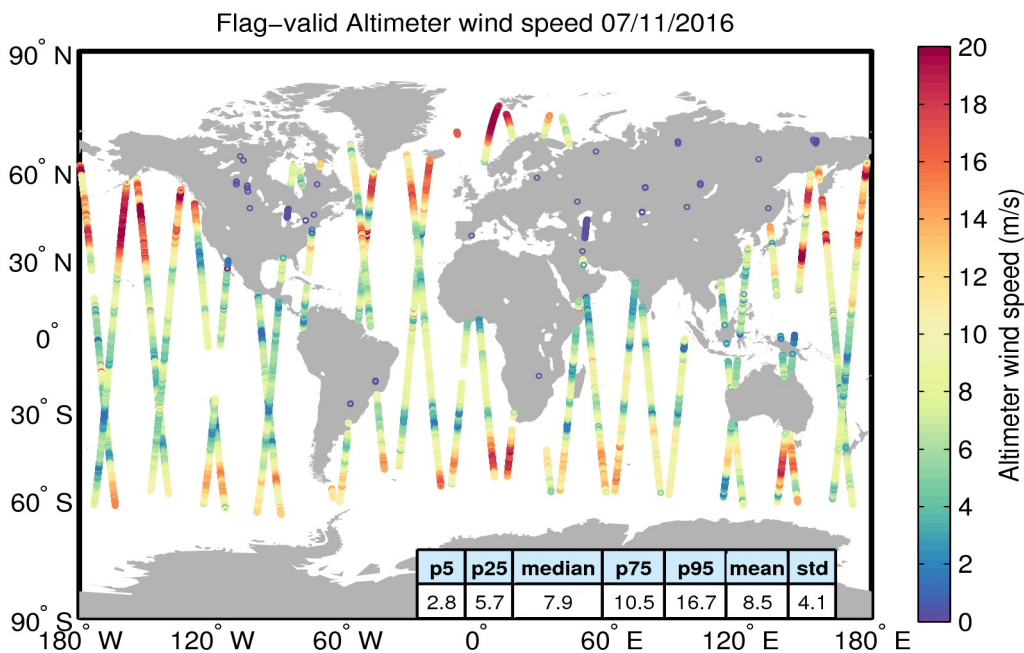 Flag−valid Altimeter wind speed 07/11/2016
90° N
60° N
30° N
0°
30° S
60° S
90° S
180° W
120° W
60° W
0°
60° E
120° E
180° E
p5 p25 median p75 p95 mean std
2.8 5.7 7.9 10.5 16.7 8.5 4.1
20
18
16
14
12
10
8
6
4
2
0
Altimeter wind speed (m/s)